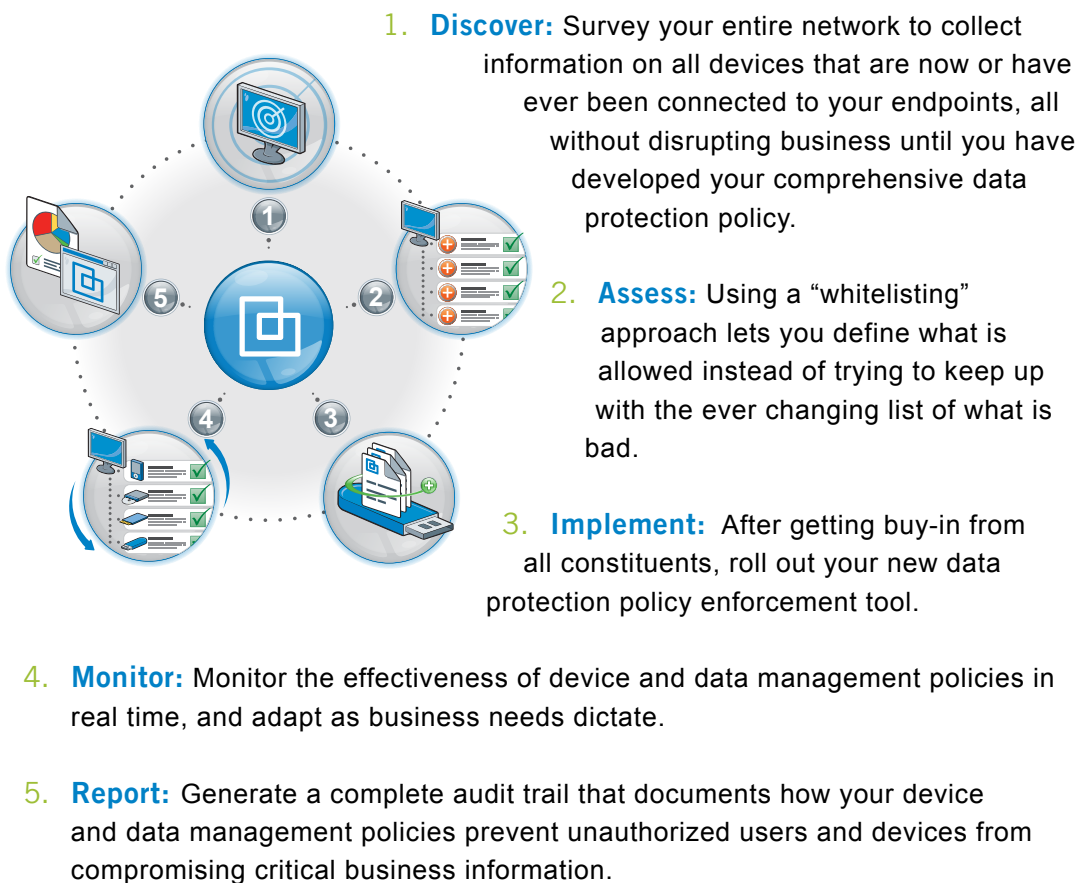 1. Discover: Survey your entire network to collect
information on all devices that are now or have
ever been connected to your endpoints, all
without disrupting business until you have
developed your comprehensive data
protection policy.
1
2
3
4
5
2. Assess: Using a “whitelisting”
approach lets you define what is
allowed instead of trying to keep up
with the ever changing list of what is
bad.
3. Implement: After getting buy-in from
all constituents, roll out your new data
protection policy enforcement tool.
4. Monitor: Monitor the effectiveness of device and data management policies in
real time, and adapt as business needs dictate.
5. Report: Generate a complete audit trail that documents how your device
and data management policies prevent unauthorized users and devices from
compromising critical business information.